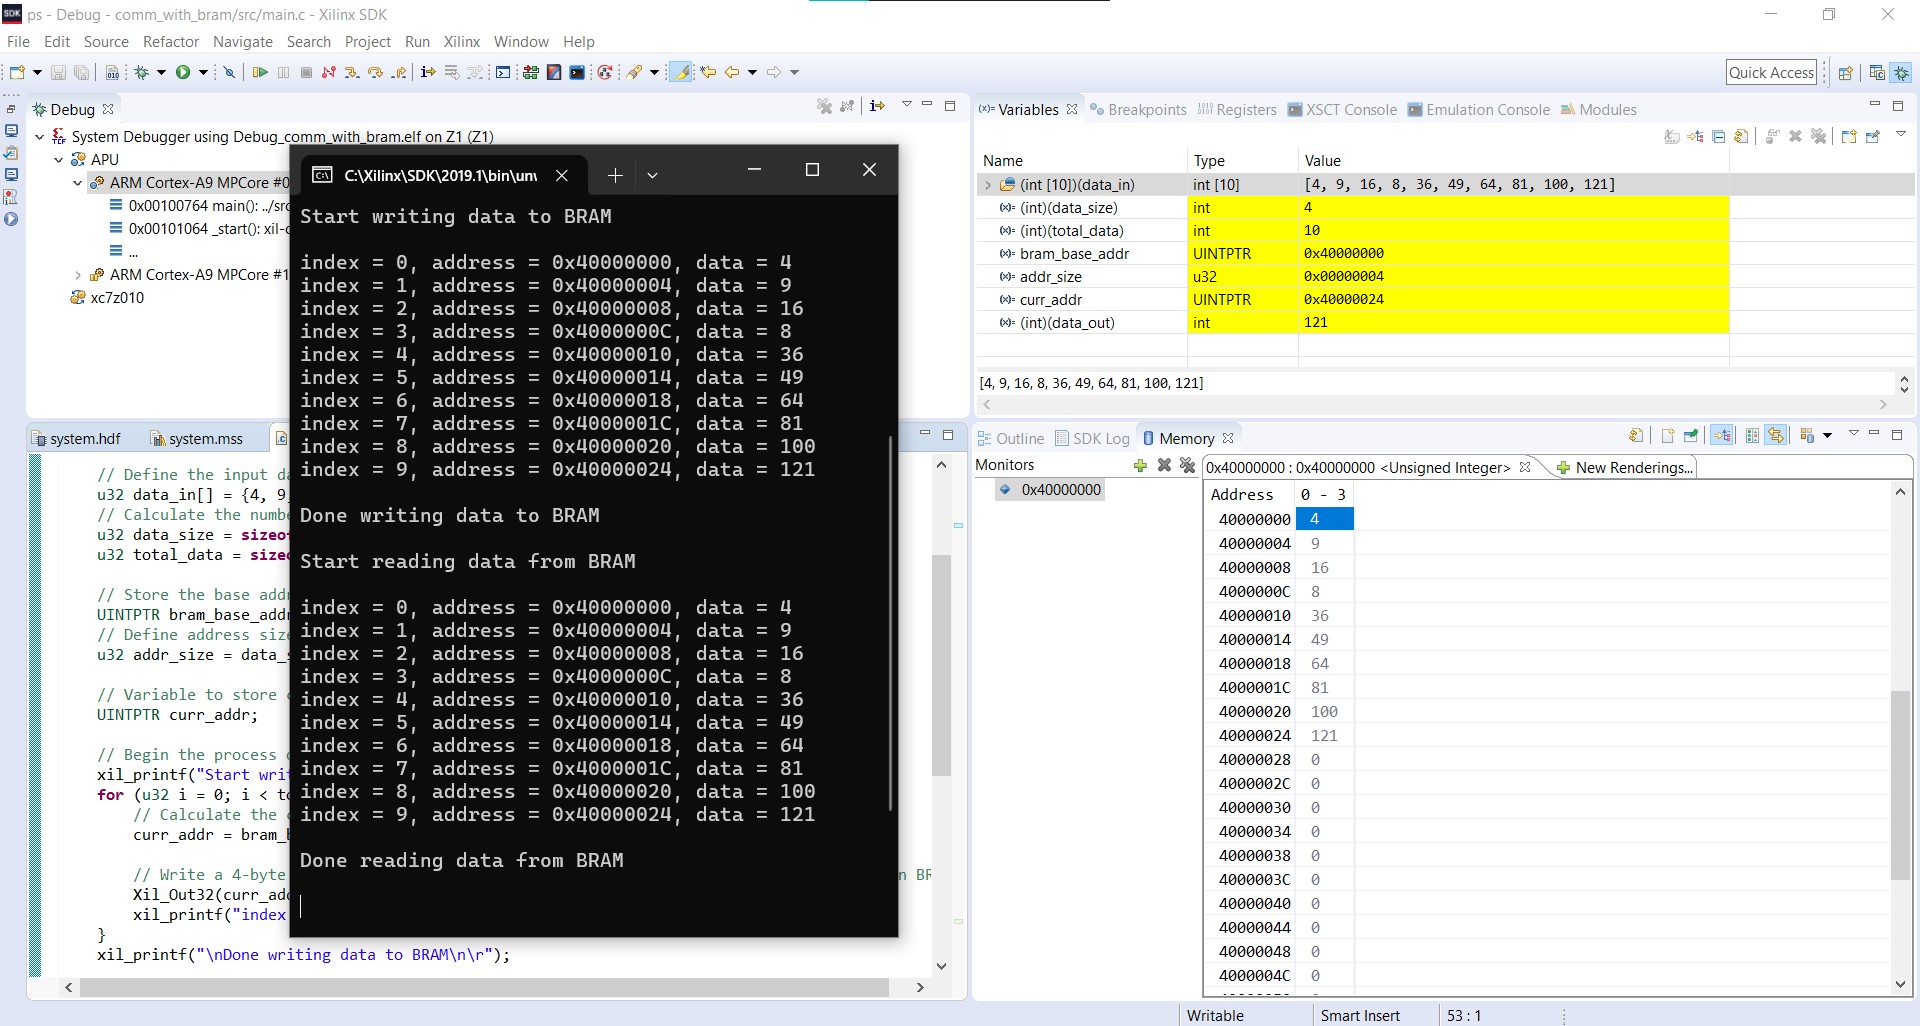 SDK ps - Debug - comm_with_bram/src/main.c - Xilinx SDK
File Edit Source Refactor Navigate Search Project Run Xilinx Window Help
Quick Access
Debug
System Debugger using Debug_comm_with_bram.elf on Z1 (Z1)
APU
ARM Cortex-A9 MPCore #0
0x00100764 main(): ../src
0x00101064 _start(): xil-c
...
ARM Cortex-A9 MPCore #1
xc7z010
C:\Xilinx\SDK\2019.1\bin\unw
Start writing data to BRAM
index = 0, address = 0x40000000, data = 4
index = 1, address = 0x40000004, data = 9
index = 2, address = 0x40000008, data = 16
index = 3, address = 0x4000000C, data = 8
index = 4, address = 0x40000010, data = 36
index = 5, address = 0x40000014, data = 49
index = 6, address = 0x40000018, data = 64
index = 7, address = 0x4000001C, data = 81
index = 8, address = 0x40000020, data = 100
index = 9, address = 0x40000024, data = 121
Done writing data to BRAM
Start reading data from BRAM
index = 0, address = 0x40000000, data = 4
index = 1, address = 0x40000004, data = 9
index = 2, address = 0x40000008, data = 16
index = 3, address = 0x4000000C, data = 8
index = 4, address = 0x40000010, data = 36
index = 5, address = 0x40000014, data = 49
index = 6, address = 0x40000018, data = 64
index = 7, address = 0x4000001C, data = 81
index = 8, address = 0x40000020, data = 100
index = 9, address = 0x40000024, data = 121
Done reading data from BRAM
Variables Breakpoints Registers XSCT Console Emulation Console Modules
Name Type Value
(int [10])(data_in) int [10] [4, 9, 16, 8, 36, 49, 64, 81, 100, 121]
(int)(data_size) int 4
(int)(total_data) int 10
bram_base_addr UINTPTR 0x40000000
addr_size u32 0x00000004
curr_addr UINTPTR 0x40000024
(int)(data_out) int 121
[4, 9, 16, 8, 36, 49, 64, 81, 100, 121]
system.hdf system.mss
// Define the input da
u32 data_in[] = {4, 9,
// Calculate the numbe
u32 data_size = sizeof
u32 total_data = sizeo
// Store the base addr
UINTPTR bram_base_addr
// Define address size
u32 addr_size = data_s
// Variable to store c
UINTPTR curr_addr;
// Begin the process o
xil_printf("Start writ
for (u32 i = 0; i < to
// Calculate the c
curr_addr = bram_b
// Write a 4-byte n BR
Xil_Out32(curr_add
xil_printf("index
}
xil_printf("\nDone writing data to BRAM\n\r");
Outline SDK Log Memory
Monitors
0x40000000
0x40000000 : 0x40000000 <Unsigned Integer> New Renderings...
Address 0 - 3
40000000 4
40000004 9
40000008 16
4000000C 8
40000010 36
40000014 49
40000018 64
4000001C 81
40000020 100
40000024 121
40000028 0
4000002C 0
40000030 0
40000034 0
40000038 0
4000003C 0
40000040 0
40000044 0
40000048 0
4000004C 0
Writable Smart Insert 53 : 1